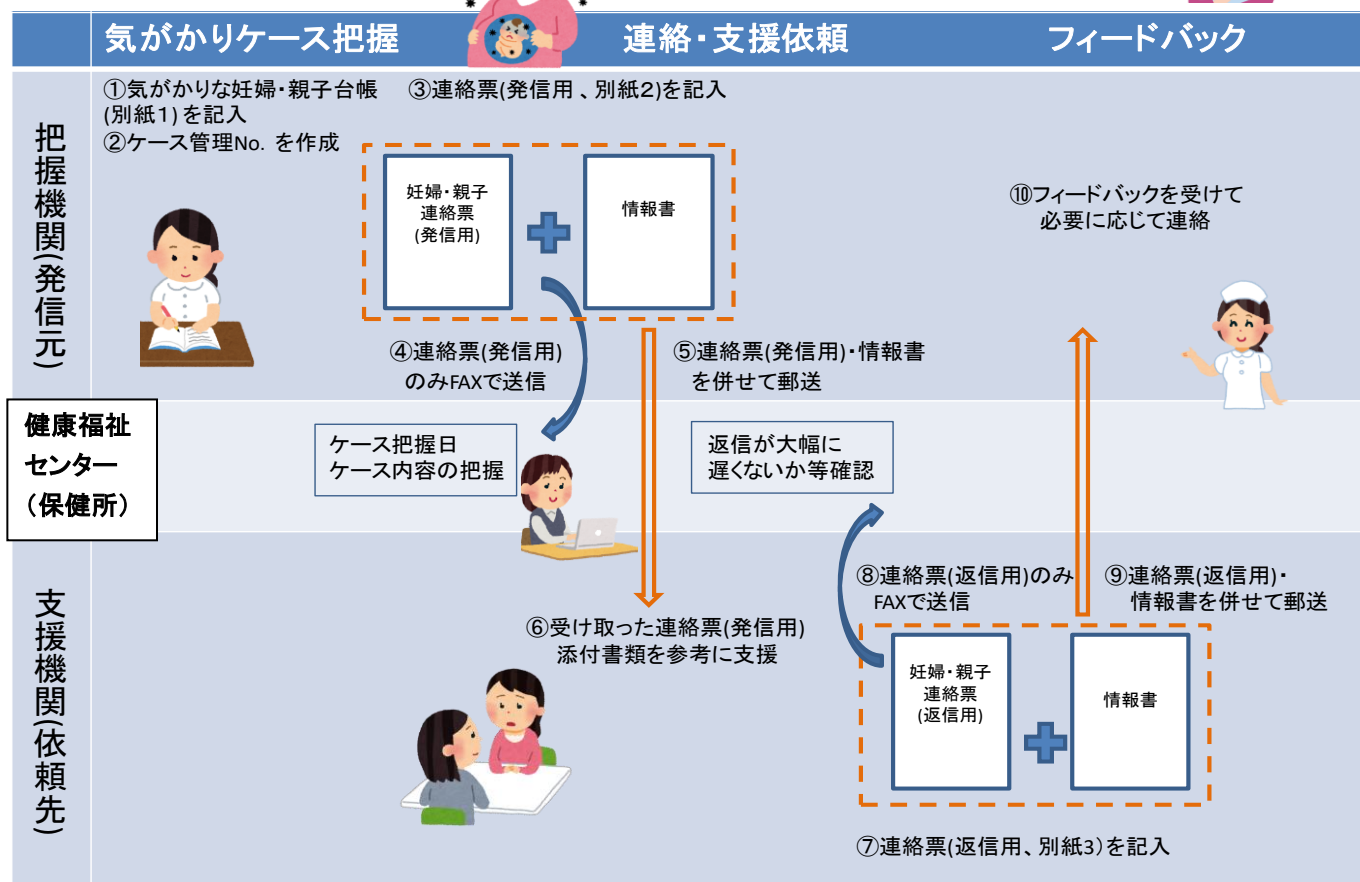 気がかりケース把握
連絡・支援依頼
フィードバック
把握機関(発信元)
①気がかりな妊婦・親子台帳
(別紙１)を記入
②ケース管理No. を作成
③連絡票(発信用 、別紙２)を記入
妊婦・親子
連絡票
(発信用)
情報書
④連絡票(発信用)
のみFAXで送信
⑤連絡票(発信用)・情報書
を併せて郵送
⑩フィードバックを受けて
必要に応じて連絡
健康福祉
センター
（保健所）
ケース把握日
ケース内容の把握
返信が大幅に
遅くないか等確認
支援機関(依頼先)
⑥受け取った連絡票(発信用)
添付書類を参考に支援
⑧連絡票(返信用)のみ
FAXで送信
⑨連絡票(返信用)・
情報書を併せて郵送
妊婦・親子
連絡票
(返信用)
情報書
⑦連絡票(返信用、別紙3）を記入